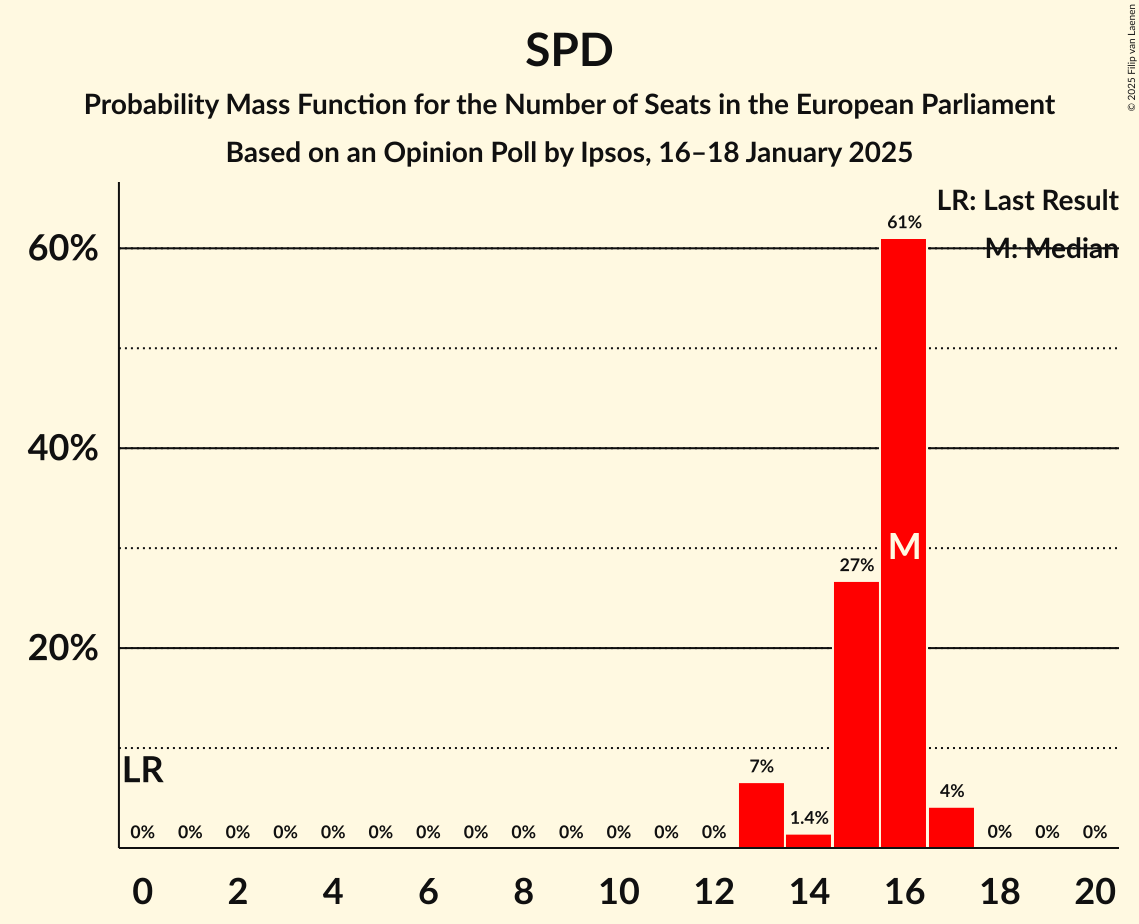 SPD
Probability Mass Function for the Number of Seats in the European Parliament
Based on an Opinion Poll by Ipsos, 16–18 January 2025
© 2025 Filip van Laenen
LR: Last Result
M: Median
60%
40%
20%
LR
M
0% 0% 0% 0% 0% 0% 0% 0% 0% 0% 0% 0% 0% 7% 1.4% 27% 61% 4% 0% 0% 0%
0 2 4 6 8 10 12 14 16 18 20